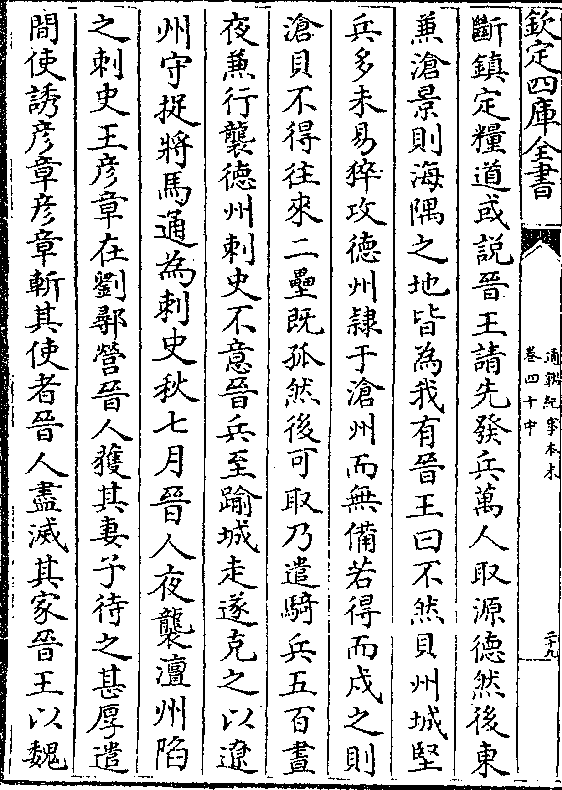 欽定四庫全書
通鑑紀事本末
卷四十中
二十九
斷鎮定糧道或說晉王請先發兵萬人取源德然後東
兼滄景則海隅之地皆為我有晉王曰不然貝州城堅
兵多未易猝攻德州隷于滄州而無備若得而戍之則
滄貝不得往來二壘既孤然後可取乃遣騎兵五百晝
夜兼行襲德州刺史不意晉兵至踰城走遂克之以遼
州守捉將馬通為刺史秋七月晉人夜襲澶州陷
之刺史王彥章在劉鄩營晉人獲其妻子待之甚厚遣
間使誘彥章彥章斬其使者晉人盡滅其家晉王以魏